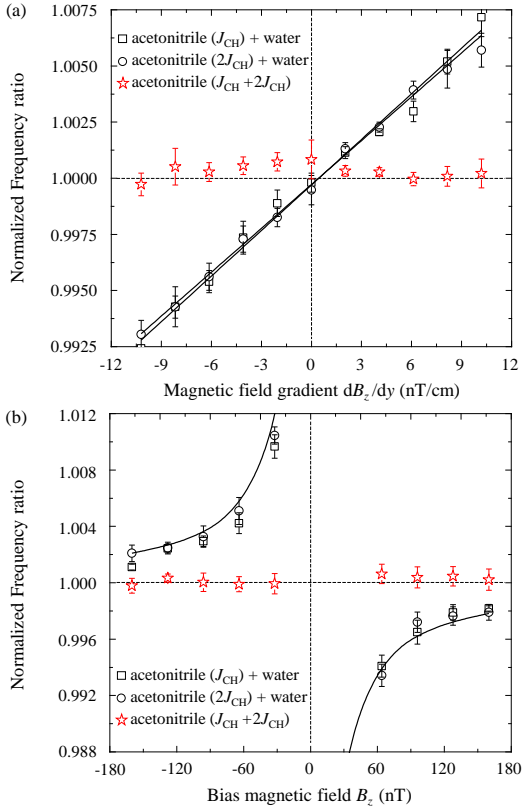 (a)
1.0075
1.0050
1.0025
1.0000
0.9975
0.9950
0.9925
Normalized Frequency ratio
acetonitrile (J_CH) + water
acetonitrile (2J_CH) + water
acetonitrile (J_CH+2J_CH)
-12 -9 -6 -3 0 3 6 9 12
Magnetic field gradient dB_z/dy (nT/cm)
(b)
1.012
1.008
1.004
1.000
0.996
0.992
0.988
Normalized Frequency ratio
acetonitrile (J_CH) + water
acetonitrile (2J_CH) + water
acetonitrile (J_CH+2J_CH)
-180 -120 -60 0 60 120 180
Bias magnetic field B_z (nT)